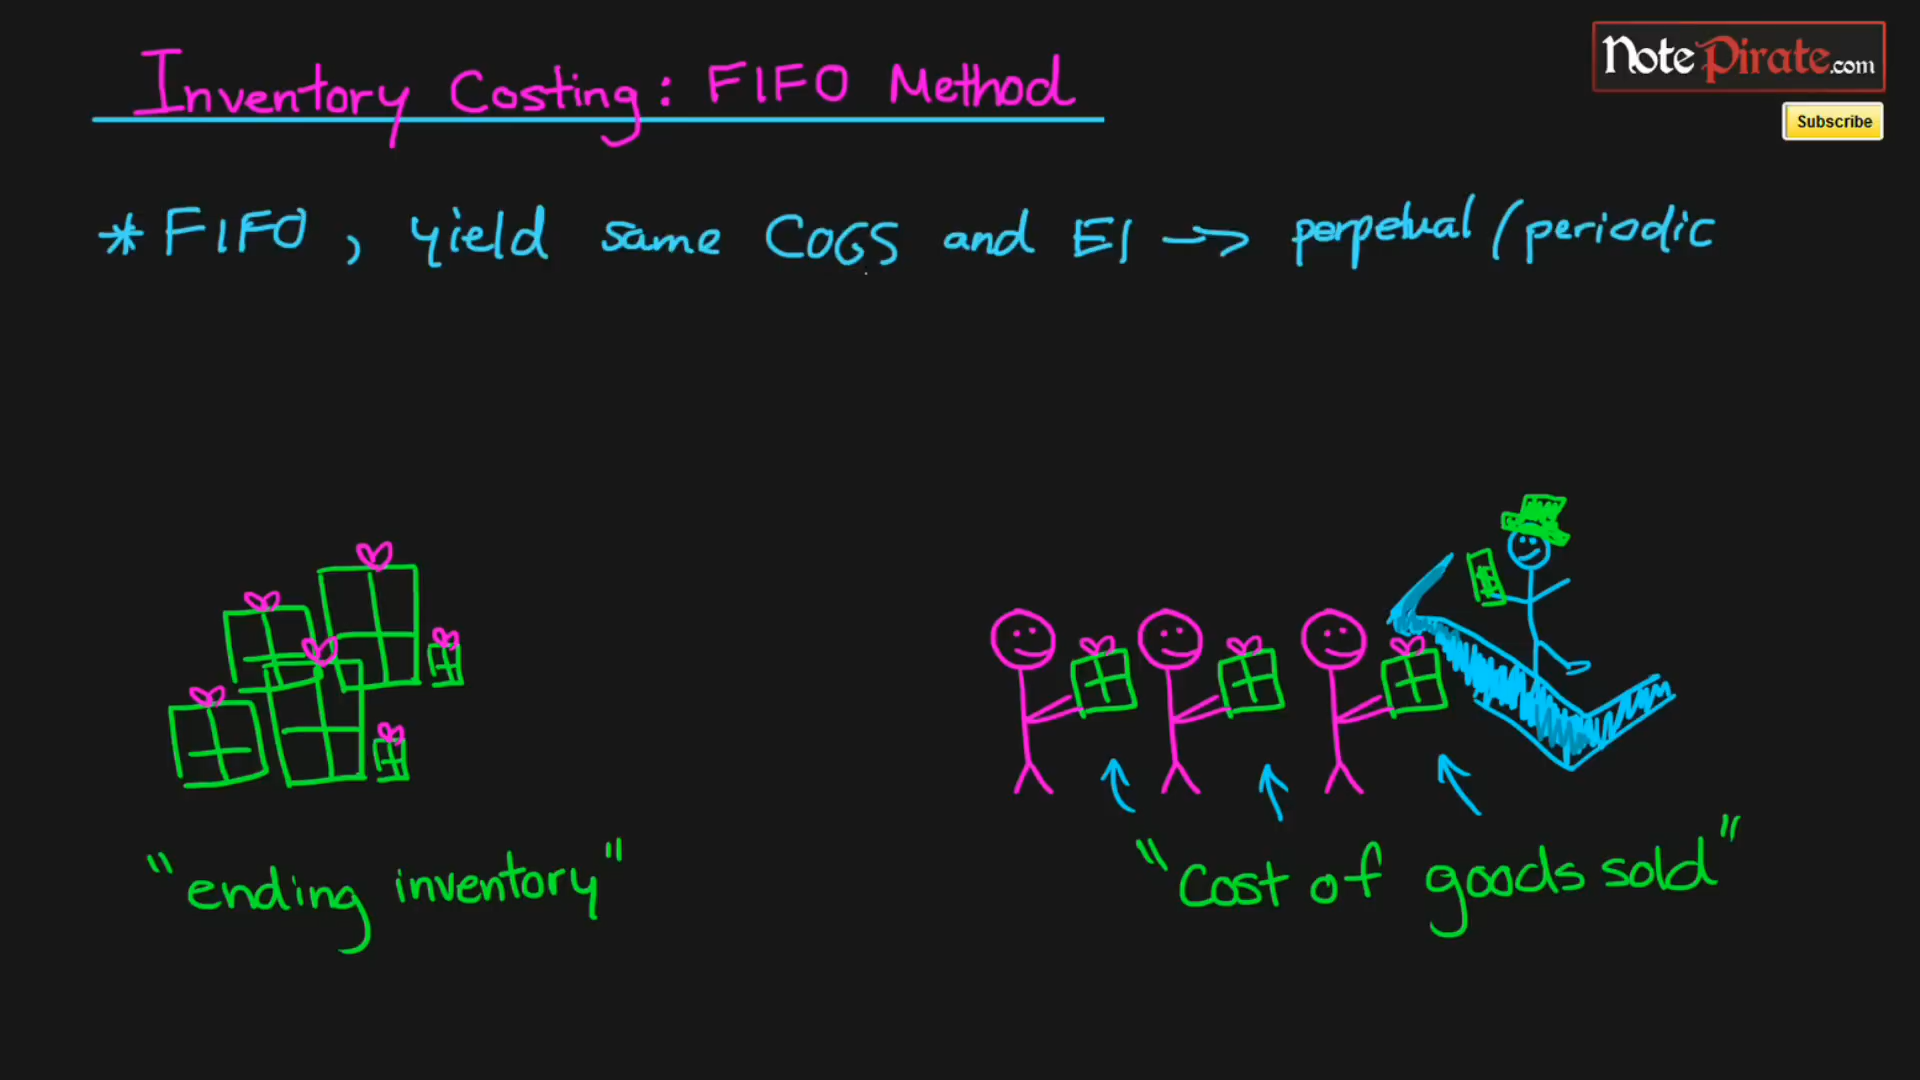 Inventory Costing: FIFO Method
NotePirate.com
Subscribe
* FIFO, yield same COGS and EI → perpetual/periodic
$
"ending inventory"
"Cost of goods sold"